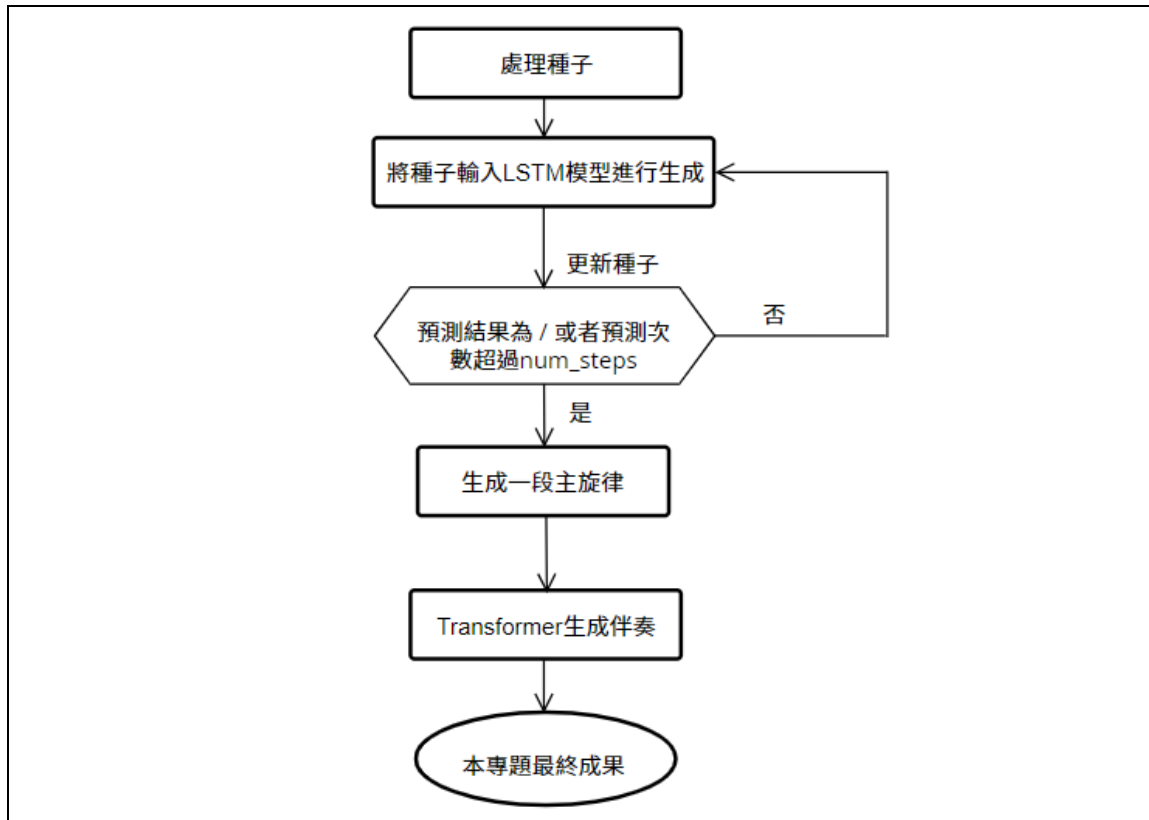 處理種子
將種子輸入LSTM模型進行生成
更新種子
預測結果為 / 或者預測次
數超過num_steps
否
是
生成一段主旋律
Transformer生成伴奏
本專題最終成果